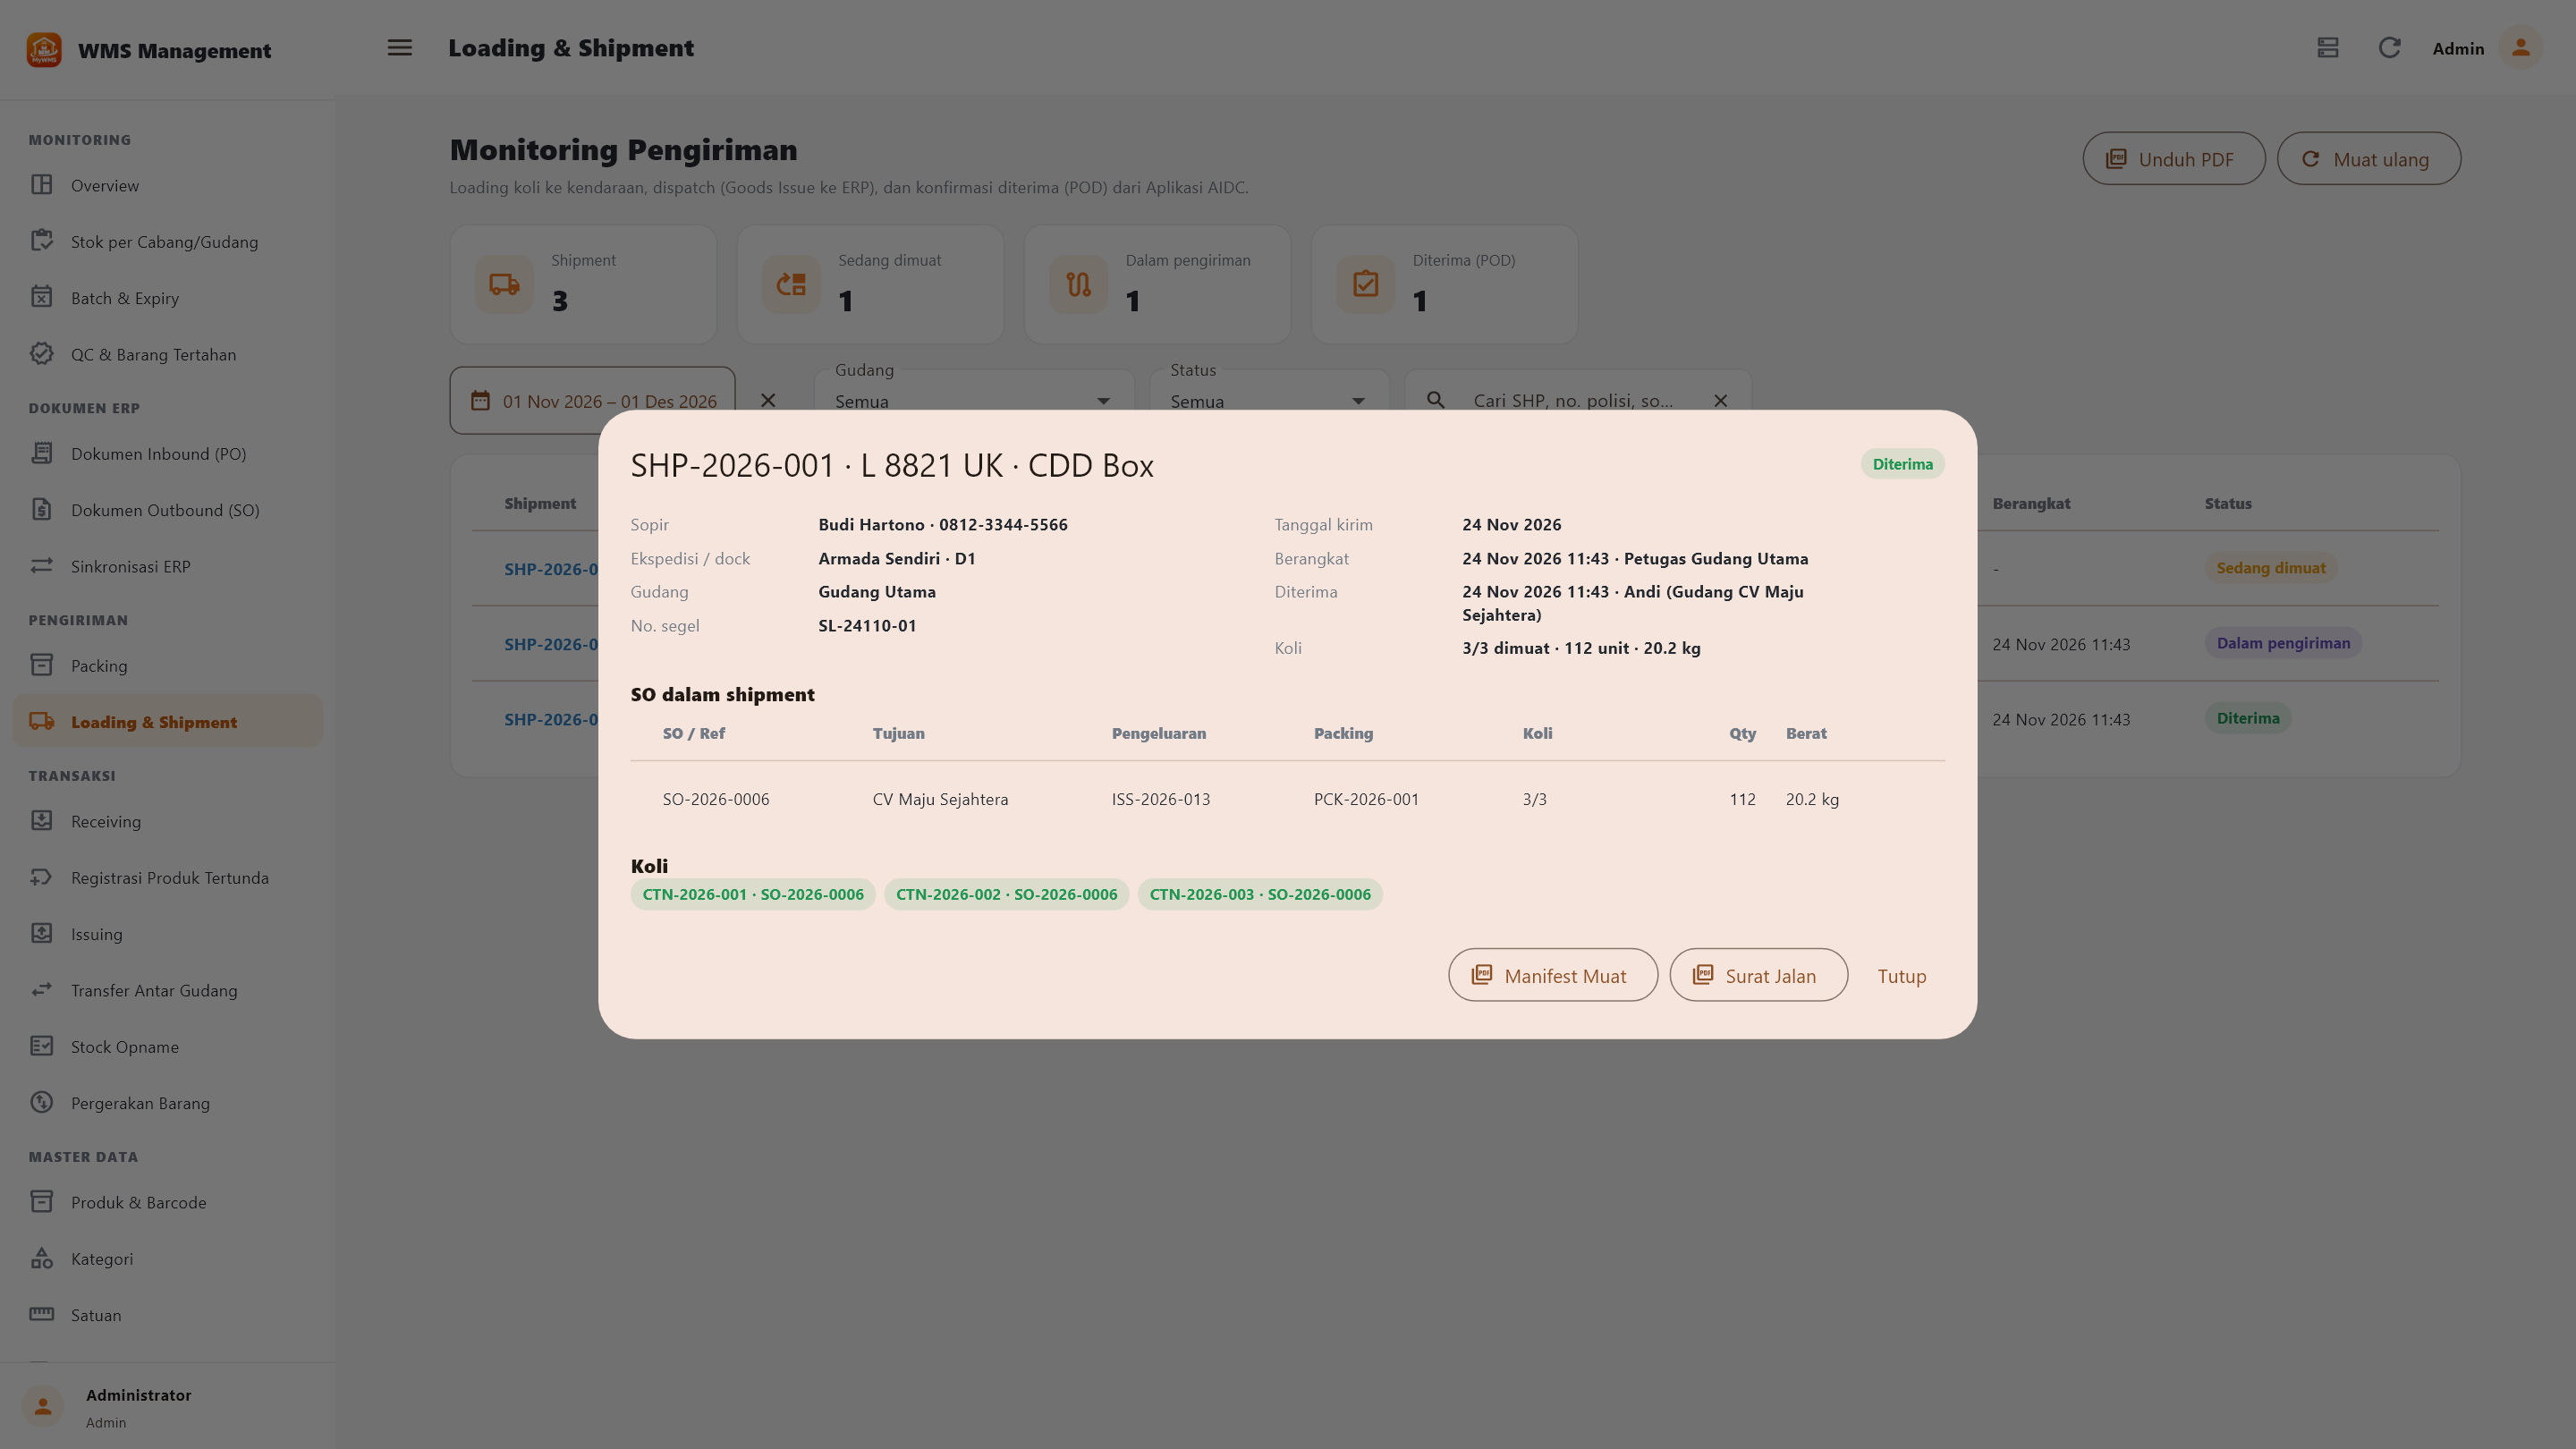 MyWMS
WMS Management
Loading & Shipment
Admin
MONITORING
Overview
Stok per Cabang/Gudang
Batch & Expiry
QC & Barang Tertahan
DOKUMEN ERP
Dokumen Inbound (PO)
Dokumen Outbound (SO)
Sinkronisasi ERP
PENGIRIMAN
Packing
Loading & Shipment
TRANSAKSI
Receiving
Registrasi Produk Tertunda
Issuing
Transfer Antar Gudang
Stock Opname
Pergerakan Barang
MASTER DATA
Produk & Barcode
Kategori
Satuan
Administrator
Admin
Monitoring Pengiriman
Loading koli ke kendaraan, dispatch (Goods Issue ke ERP), dan konfirmasi diterima (POD) dari Aplikasi AIDC.
PDF Unduh PDF
Muat ulang
Shipment
3
Sedang dimuat
1
Dalam pengiriman
1
Diterima (POD)
1
01 Nov 2026 – 01 Des 2026
Gudang
Semua
Status
Semua
Cari SHP, no. polisi, so...
Shipment Berangkat Status
SHP-2026-0 - Sedang dimuat
SHP-2026-0 24 Nov 2026 11:43 Dalam pengiriman
SHP-2026-0 24 Nov 2026 11:43 Diterima
SHP-2026-001 · L 8821 UK · CDD Box
Diterima
Sopir Budi Hartono · 0812-3344-5566
Ekspedisi / dock Armada Sendiri · D1
Gudang Gudang Utama
No. segel SL-24110-01
Tanggal kirim 24 Nov 2026
Berangkat 24 Nov 2026 11:43 · Petugas Gudang Utama
Diterima 24 Nov 2026 11:43 · Andi (Gudang CV Maju
Sejahtera)
Koli 3/3 dimuat · 112 unit · 20.2 kg
SO dalam shipment
SO / Ref Tujuan Pengeluaran Packing Koli Qty Berat
SO-2026-0006 CV Maju Sejahtera ISS-2026-013 PCK-2026-001 3/3 112 20.2 kg
Koli
CTN-2026-001 · SO-2026-0006 CTN-2026-002 · SO-2026-0006 CTN-2026-003 · SO-2026-0006
PDF Manifest Muat
PDF Surat Jalan
Tutup